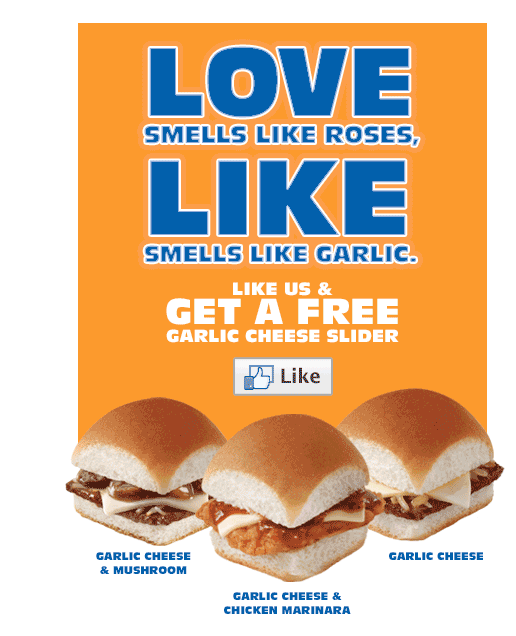 LOVE
SMELLS LIKE ROSES,
LIKE
SMELLS LIKE GARLIC.
LIKE US &
GET A FREE
GARLIC CHEESE SLIDER
Like
GARLIC CHEESE
& MUSHROOM
GARLIC CHEESE
GARLIC CHEESE &
CHICKEN MARINARA